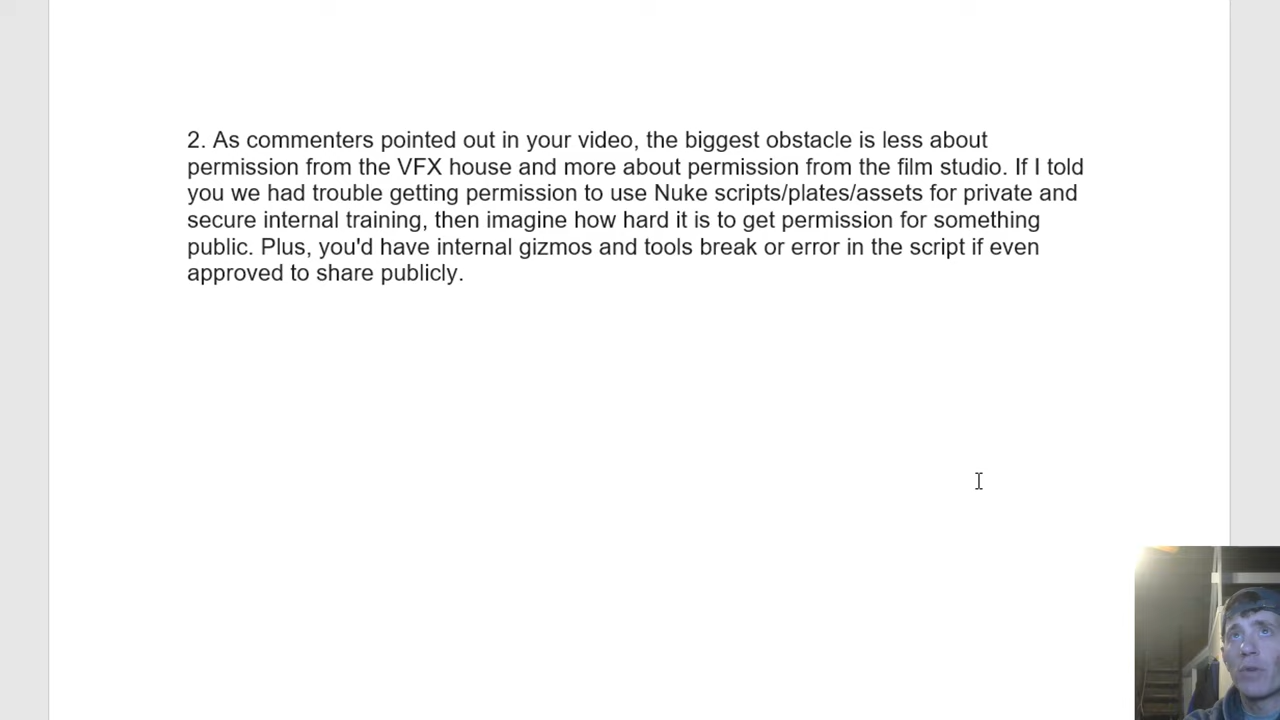 2. As commenters pointed out in your video, the biggest obstacle is less about
permission from the VFX house and more about permission from the film studio. If I told
you we had trouble getting permission to use Nuke scripts/plates/assets for private and
secure internal training, then imagine how hard it is to get permission for something
public. Plus, you'd have internal gizmos and tools break or error in the script if even
approved to share publicly.